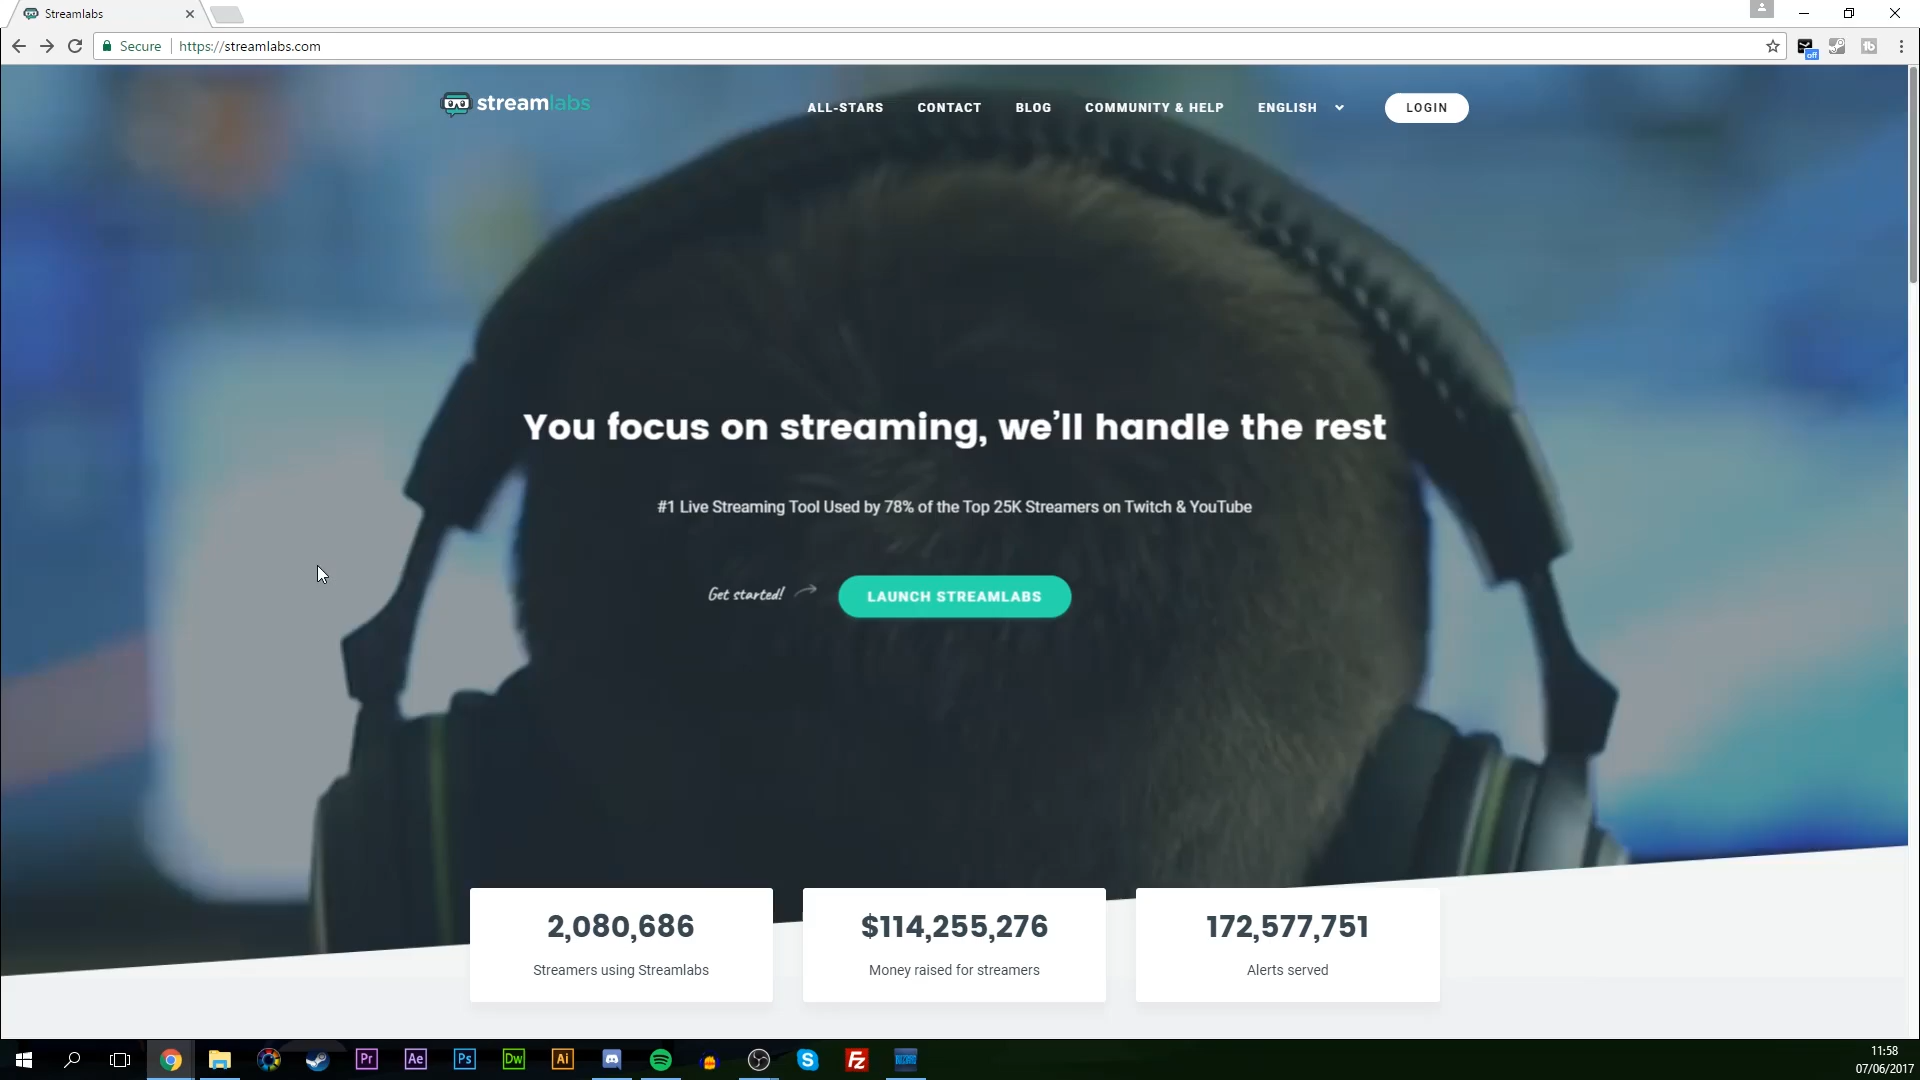 Streamlabs
Secure
https://streamlabs.com
off
streamlabs
ALL-STARS
CONTACT
BLOG
COMMUNITY & HELP
ENGLISH
LOGIN
You focus on streaming, we'll handle the rest
#1 Live Streaming Tool Used by 78% of the Top 25K Streamers on Twitch & YouTube
Get started!
LAUNCH STREAMLABS
2,080,686
$114,255,276
172,577,751
Streamers using Streamlabs
Money raised for streamers
Alerts served
Pr
Ae
Ps
Dw
Ai
S
Fz
11:58
07/06/2017